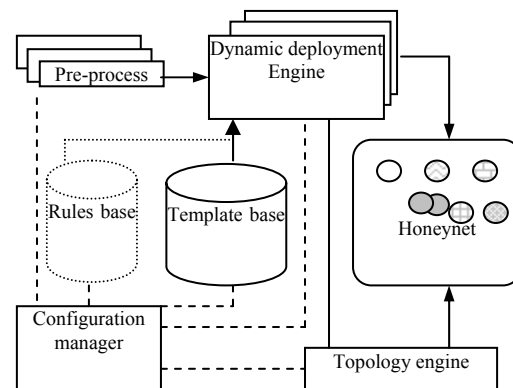 Dynamic deployment
Engine
Pre-process
Rules base
Template base
Honeynet
Configuration
manager
Topology engine